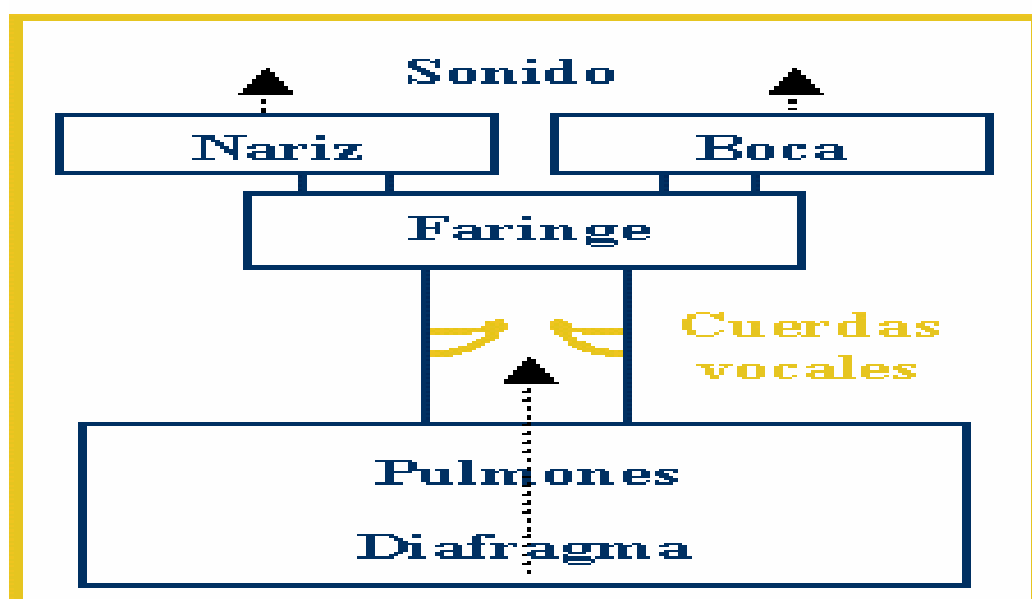 Sonido
Nariz
Boca
Faringe
Cuerdas
vocales
Pulmones
Diafragma